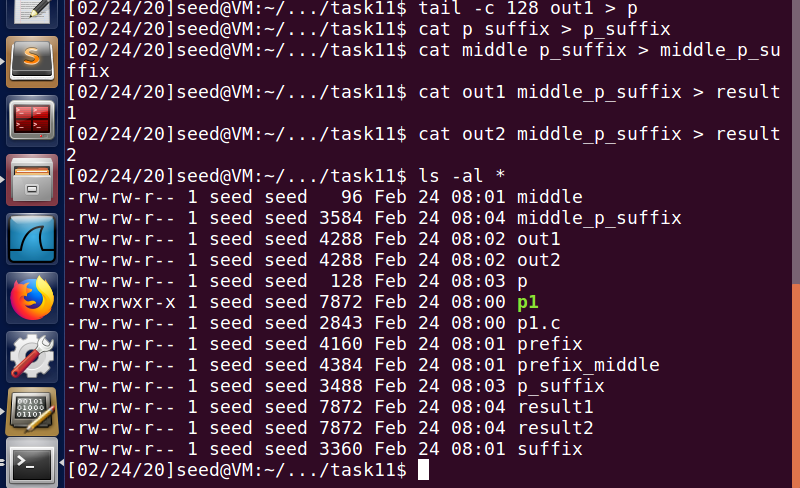 [02/24/20]seed@VM:~/.../task11$ tail -c 128 out1 > p
[02/24/20]seed@VM:~/.../task11$ cat p suffix > p_suffix
[02/24/20]seed@VM:~/.../task11$ cat middle p_suffix > middle_p_su
ffix
[02/24/20]seed@VM:~/.../task11$ cat out1 middle_p_suffix > result
1
[02/24/20]seed@VM:~/.../task11$ cat out2 middle_p_suffix > result
2
[02/24/20]seed@VM:~/.../task11$ ls -al *
-rw-rw-r-- 1 seed seed   96 Feb 24 08:01 middle
-rw-rw-r-- 1 seed seed 3584 Feb 24 08:04 middle_p_suffix
-rw-rw-r-- 1 seed seed 4288 Feb 24 08:02 out1
-rw-rw-r-- 1 seed seed 4288 Feb 24 08:02 out2
-rw-rw-r-- 1 seed seed  128 Feb 24 08:03 p
-rwxrwxr-x 1 seed seed 7872 Feb 24 08:00 p1
-rw-rw-r-- 1 seed seed 2843 Feb 24 08:00 p1.c
-rw-rw-r-- 1 seed seed 4160 Feb 24 08:01 prefix
-rw-rw-r-- 1 seed seed 4384 Feb 24 08:01 prefix_middle
-rw-rw-r-- 1 seed seed 3488 Feb 24 08:03 p_suffix
-rw-rw-r-- 1 seed seed 7872 Feb 24 08:04 result1
-rw-rw-r-- 1 seed seed 7872 Feb 24 08:04 result2
-rw-rw-r-- 1 seed seed 3360 Feb 24 08:01 suffix
[02/24/20]seed@VM:~/.../task11$